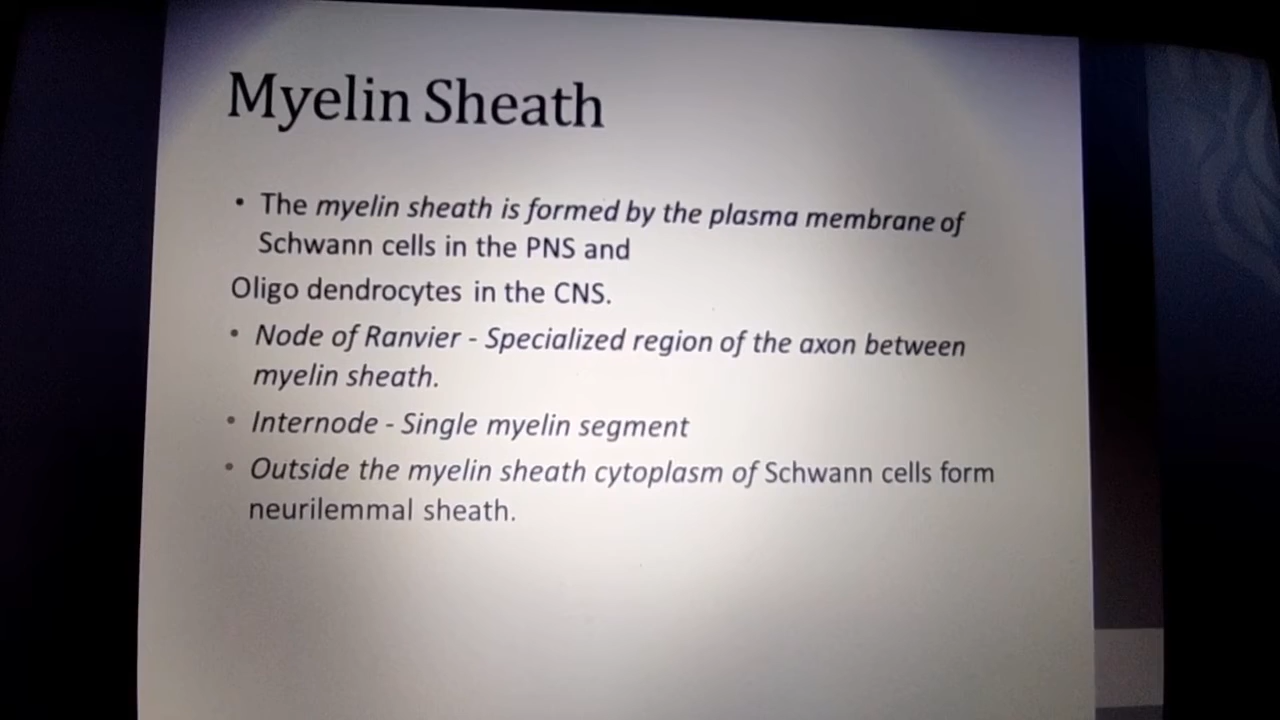 Myelin Sheath
• The myelin sheath is formed by the plasma membrane of
Schwann cells in the PNS and
Oligo dendrocytes in the CNS.
• Node of Ranvier - Specialized region of the axon between
myelin sheath.
• Internode - Single myelin segment
• Outside the myelin sheath cytoplasm of Schwann cells form
neurilemmal sheath.